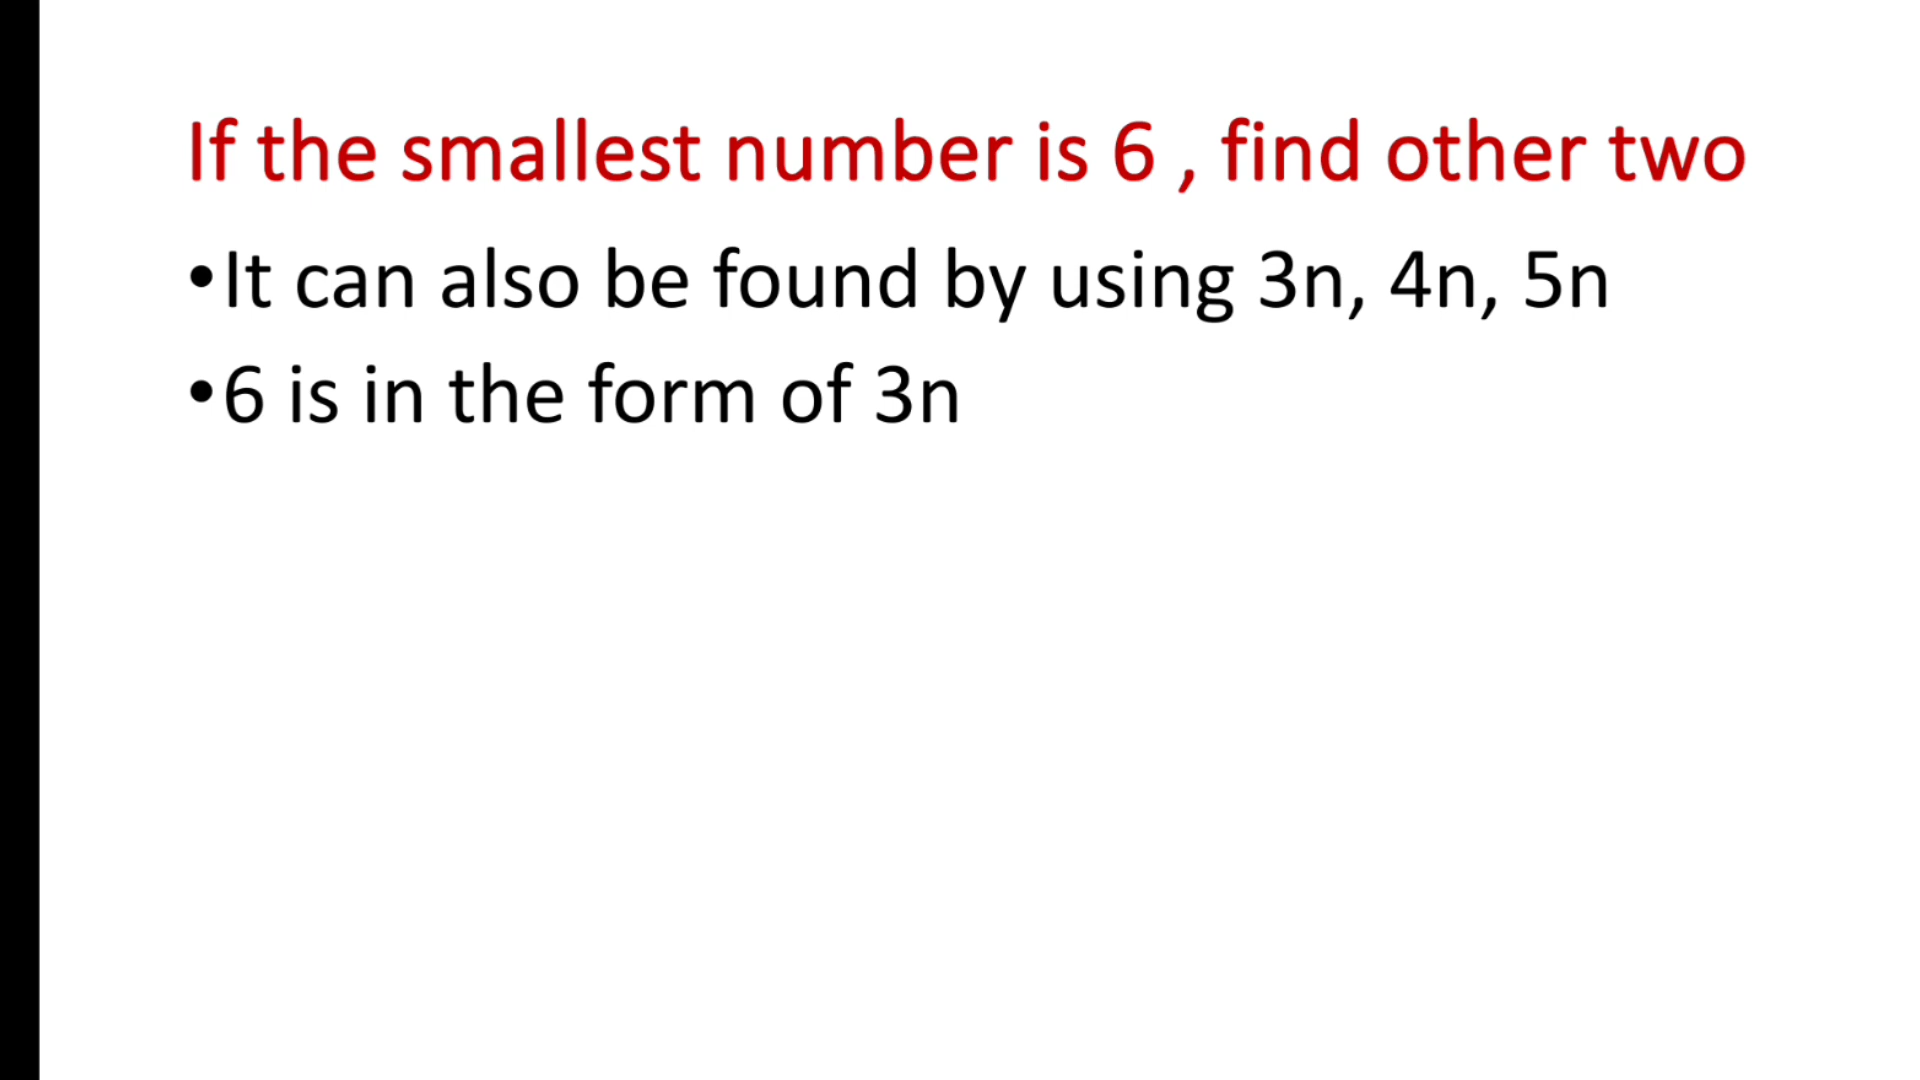 If the smallest number is 6 , find other two
•It can also be found by using 3n, 4n, 5n
•6 is in the form of 3n